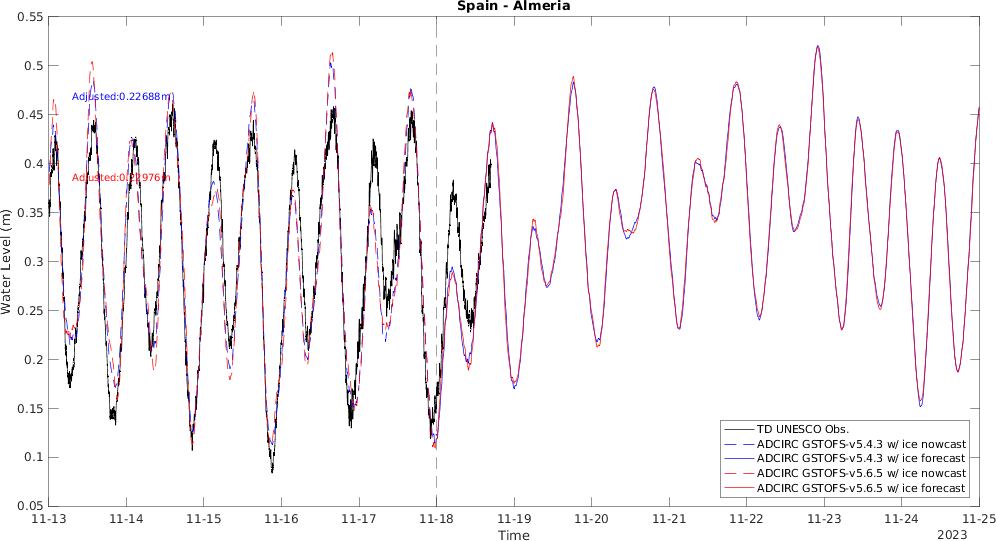 Spain - Almeria
0.55
0.5
0.45
0.4
0.35
0.3
0.25
0.2
0.15
0.1
0.05
Water Level (m)
Adjusted:0.22688m
Adjusted:0.22976m
TD UNESCO Obs.
ADCIRC GSTOFS-v5.4.3 w/ ice nowcast
ADCIRC GSTOFS-v5.4.3 w/ ice forecast
ADCIRC GSTOFS-v5.6.5 w/ ice nowcast
ADCIRC GSTOFS-v5.6.5 w/ ice forecast
11-13 11-14 11-15 11-16 11-17 11-18 11-19 11-20 11-21 11-22 11-23 11-24 11-25
Time
2023